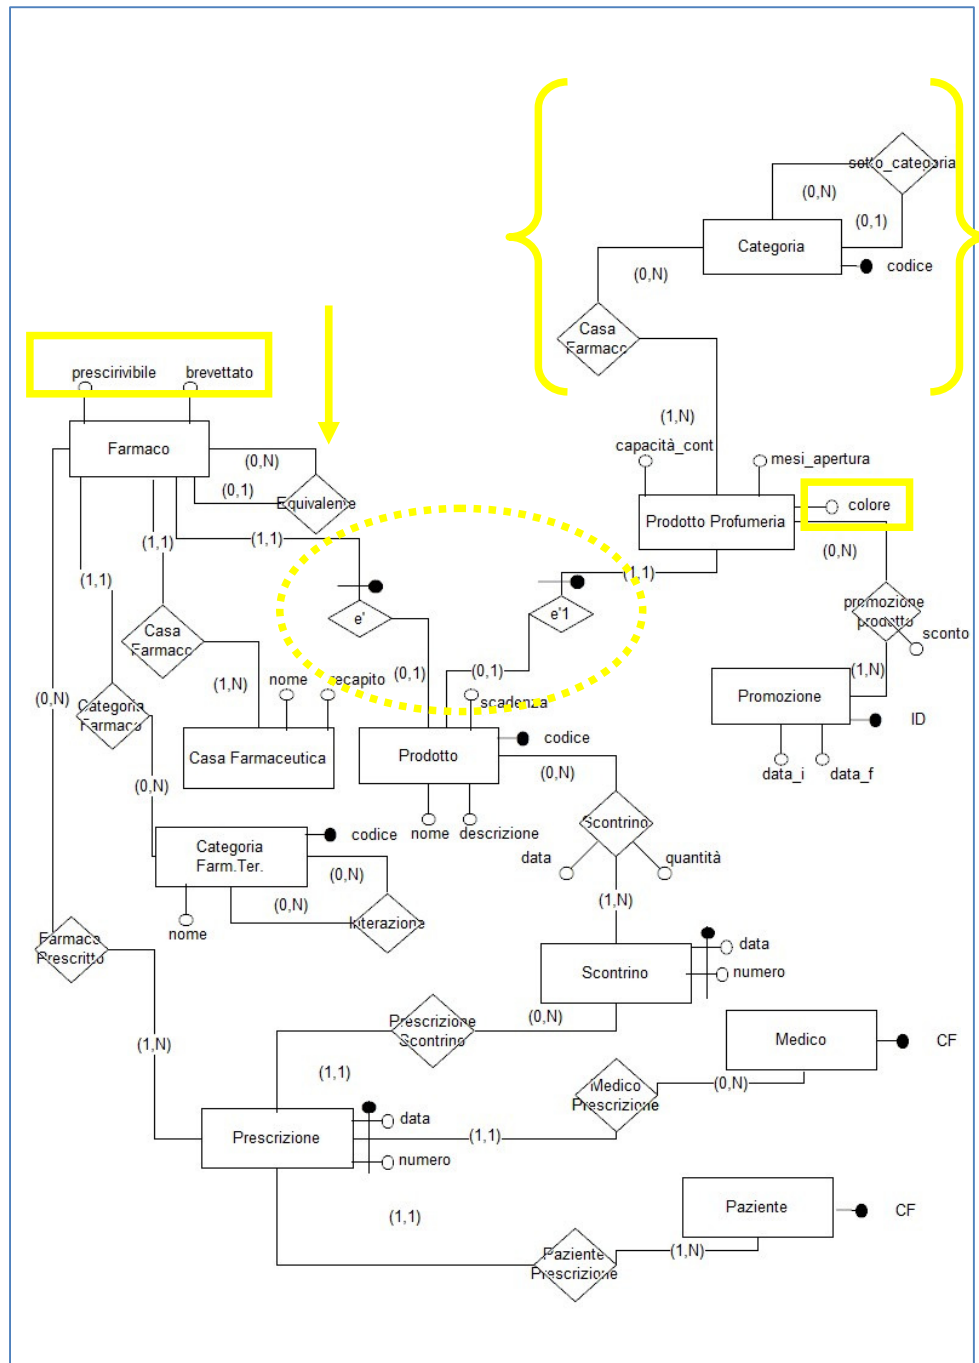 sotto_categoria
(0,N)
(0,1)
Categoria
codice
(0,N)
Casa
Farmaco
(1,N)
prescirivibile
brevettato
Farmaco
(0,N)
(0,1)
Equivalente
capacità_cont
mesi_apertura
Prodotto Profumeria
colore
(0,N)
(1,1)
(1,1)
(1,1)
(1,1)
e'
e'1
promozione
prodotto
sconto
Casa
Farmaco
(0,1)
(0,1)
(1,N)
(1,N)
nome
recapito
scadenza
(0,N)
Categoria
Farmaco
Promozione
ID
Casa Farmaceutica
Prodotto
codice
(0,N)
(0,N)
data_i
data_f
nome
descrizione
Scontrino
codice
Categoria
Farm.Ter.
(0,N)
(0,N)
data
quantità
nome
Interazione
(1,N)
Farmaco
Prescritto
data
Scontrino
numero
Prescrizione
Scontrino
(0,N)
(1,N)
Medico
CF
(1,1)
Medico
Prescrizione
(0,N)
data
Prescrizione
(1,1)
numero
Paziente
CF
(1,1)
Paziente
Prescrizione
(1,N)